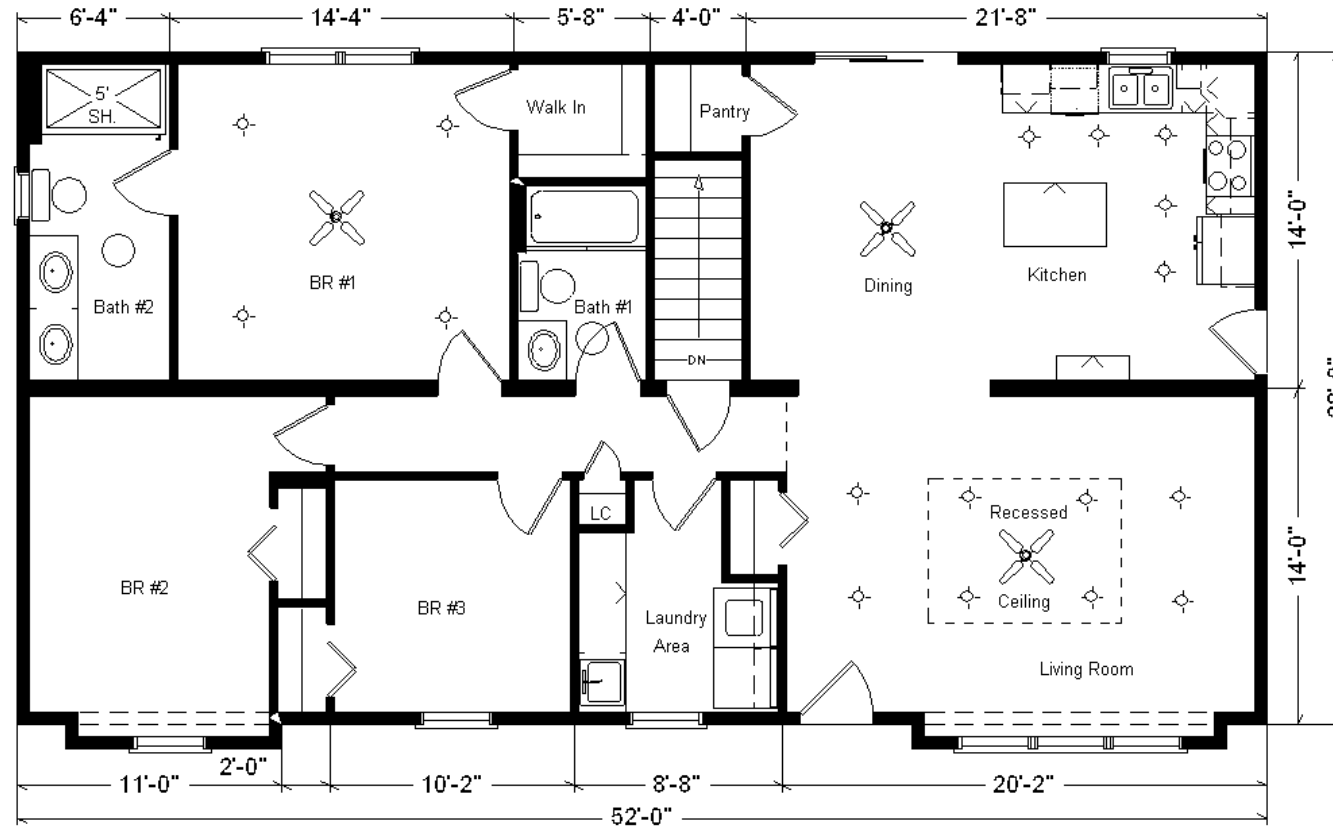 6'-4"
14'-4"
5'-8"
4'-0"
21'-8"
5'
SH.
Walk In
Pantry
14'-0"
BR #1
Dining
Kitchen
Bath #2
Bath #1
DN
LC
Recessed
Ceiling
14'-0"
BR #2
BR #3
Laundry
Area
Living Room
11'-0"
2'-0"
10'-2"
8'-8"
20'-2"
52'-0"